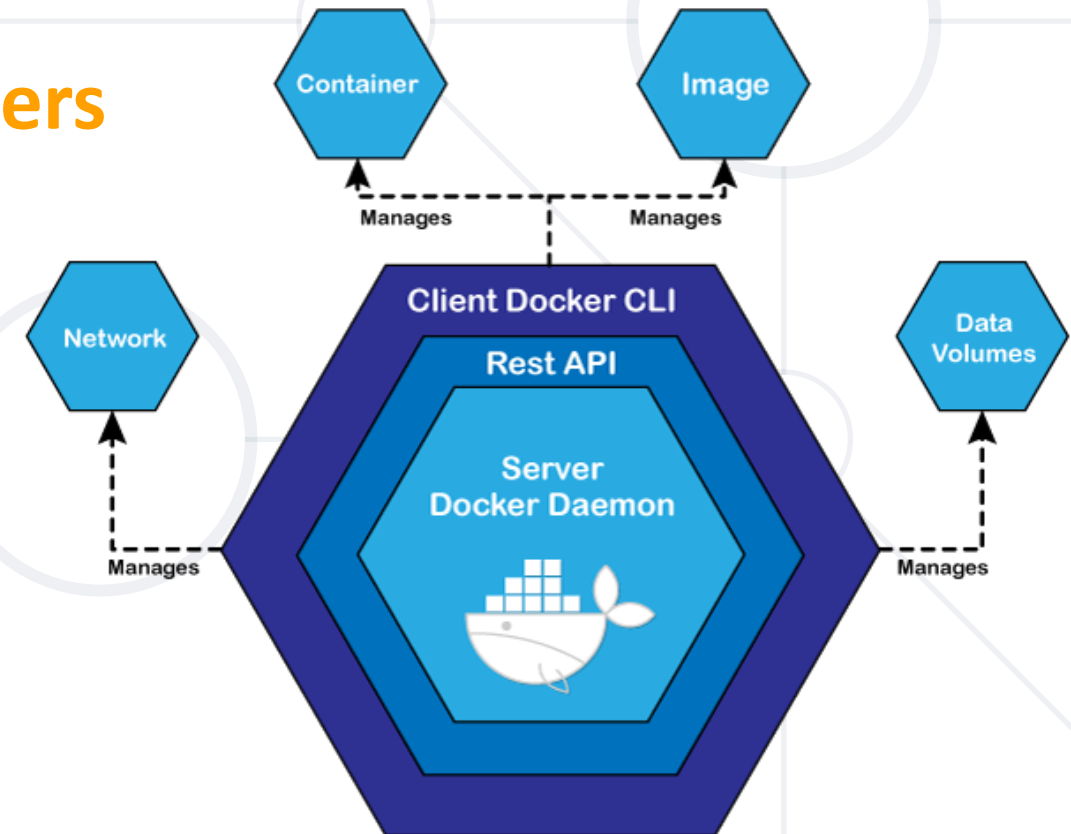 ers
Container
Image
Manages
Manages
Client Docker CLI
Network
Data
Volumes
Rest API
Server
Docker Daemon
Manages
Manages